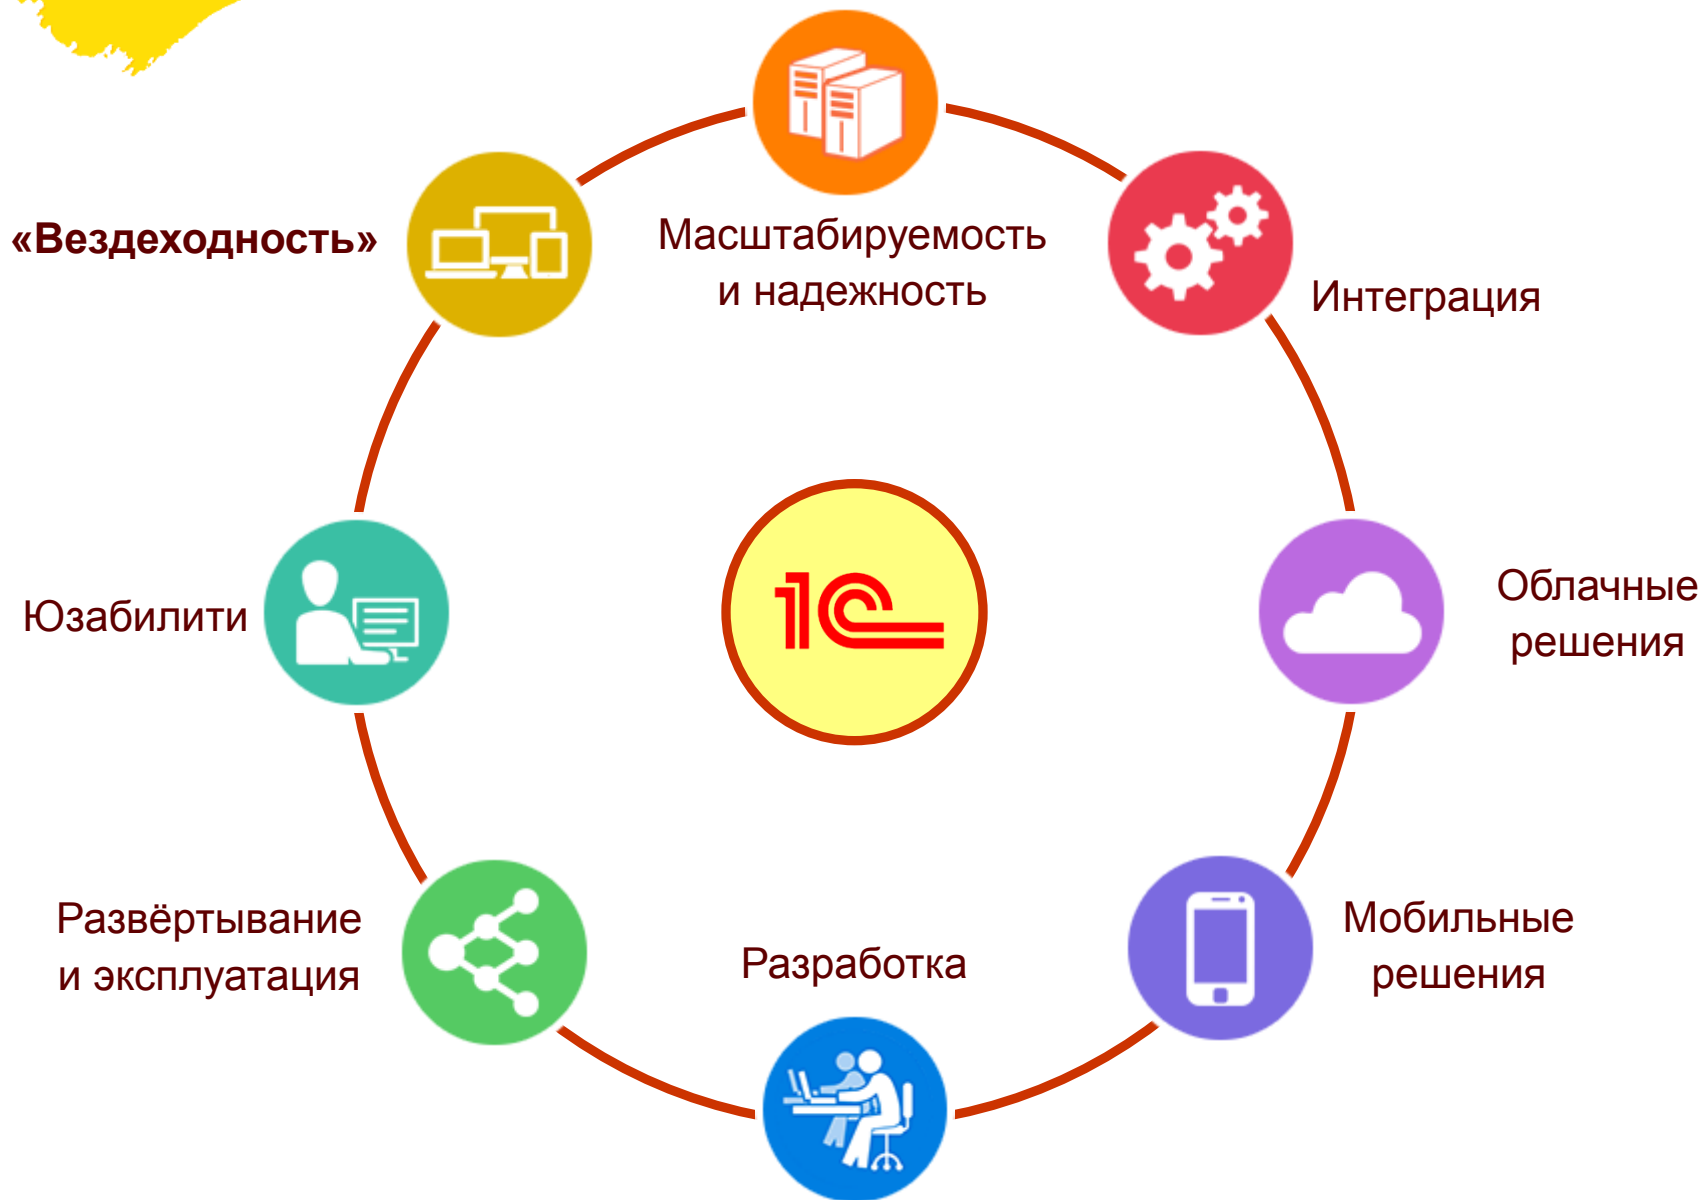 «Вездеходность»
Масштабируемость
и надежность
Интеграция
Юзабилити
1С
Облачные
решения
Развёртывание
и эксплуатация
Разработка
Мобильные
решения